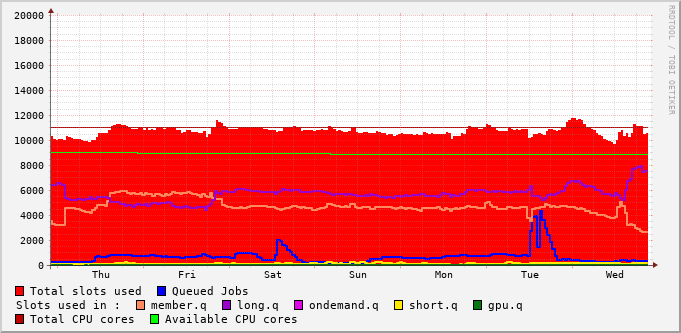 RRDTOOL / TOBI OETIKER
20000
18000
16000
14000
12000
10000
8000
6000
4000
2000
0
Thu Fri Sat Sun Mon Tue Wed
Total slots used Queued Jobs
Slots used in : member.q long.q ondemand.q short.q gpu.q
Total CPU cores Available CPU cores